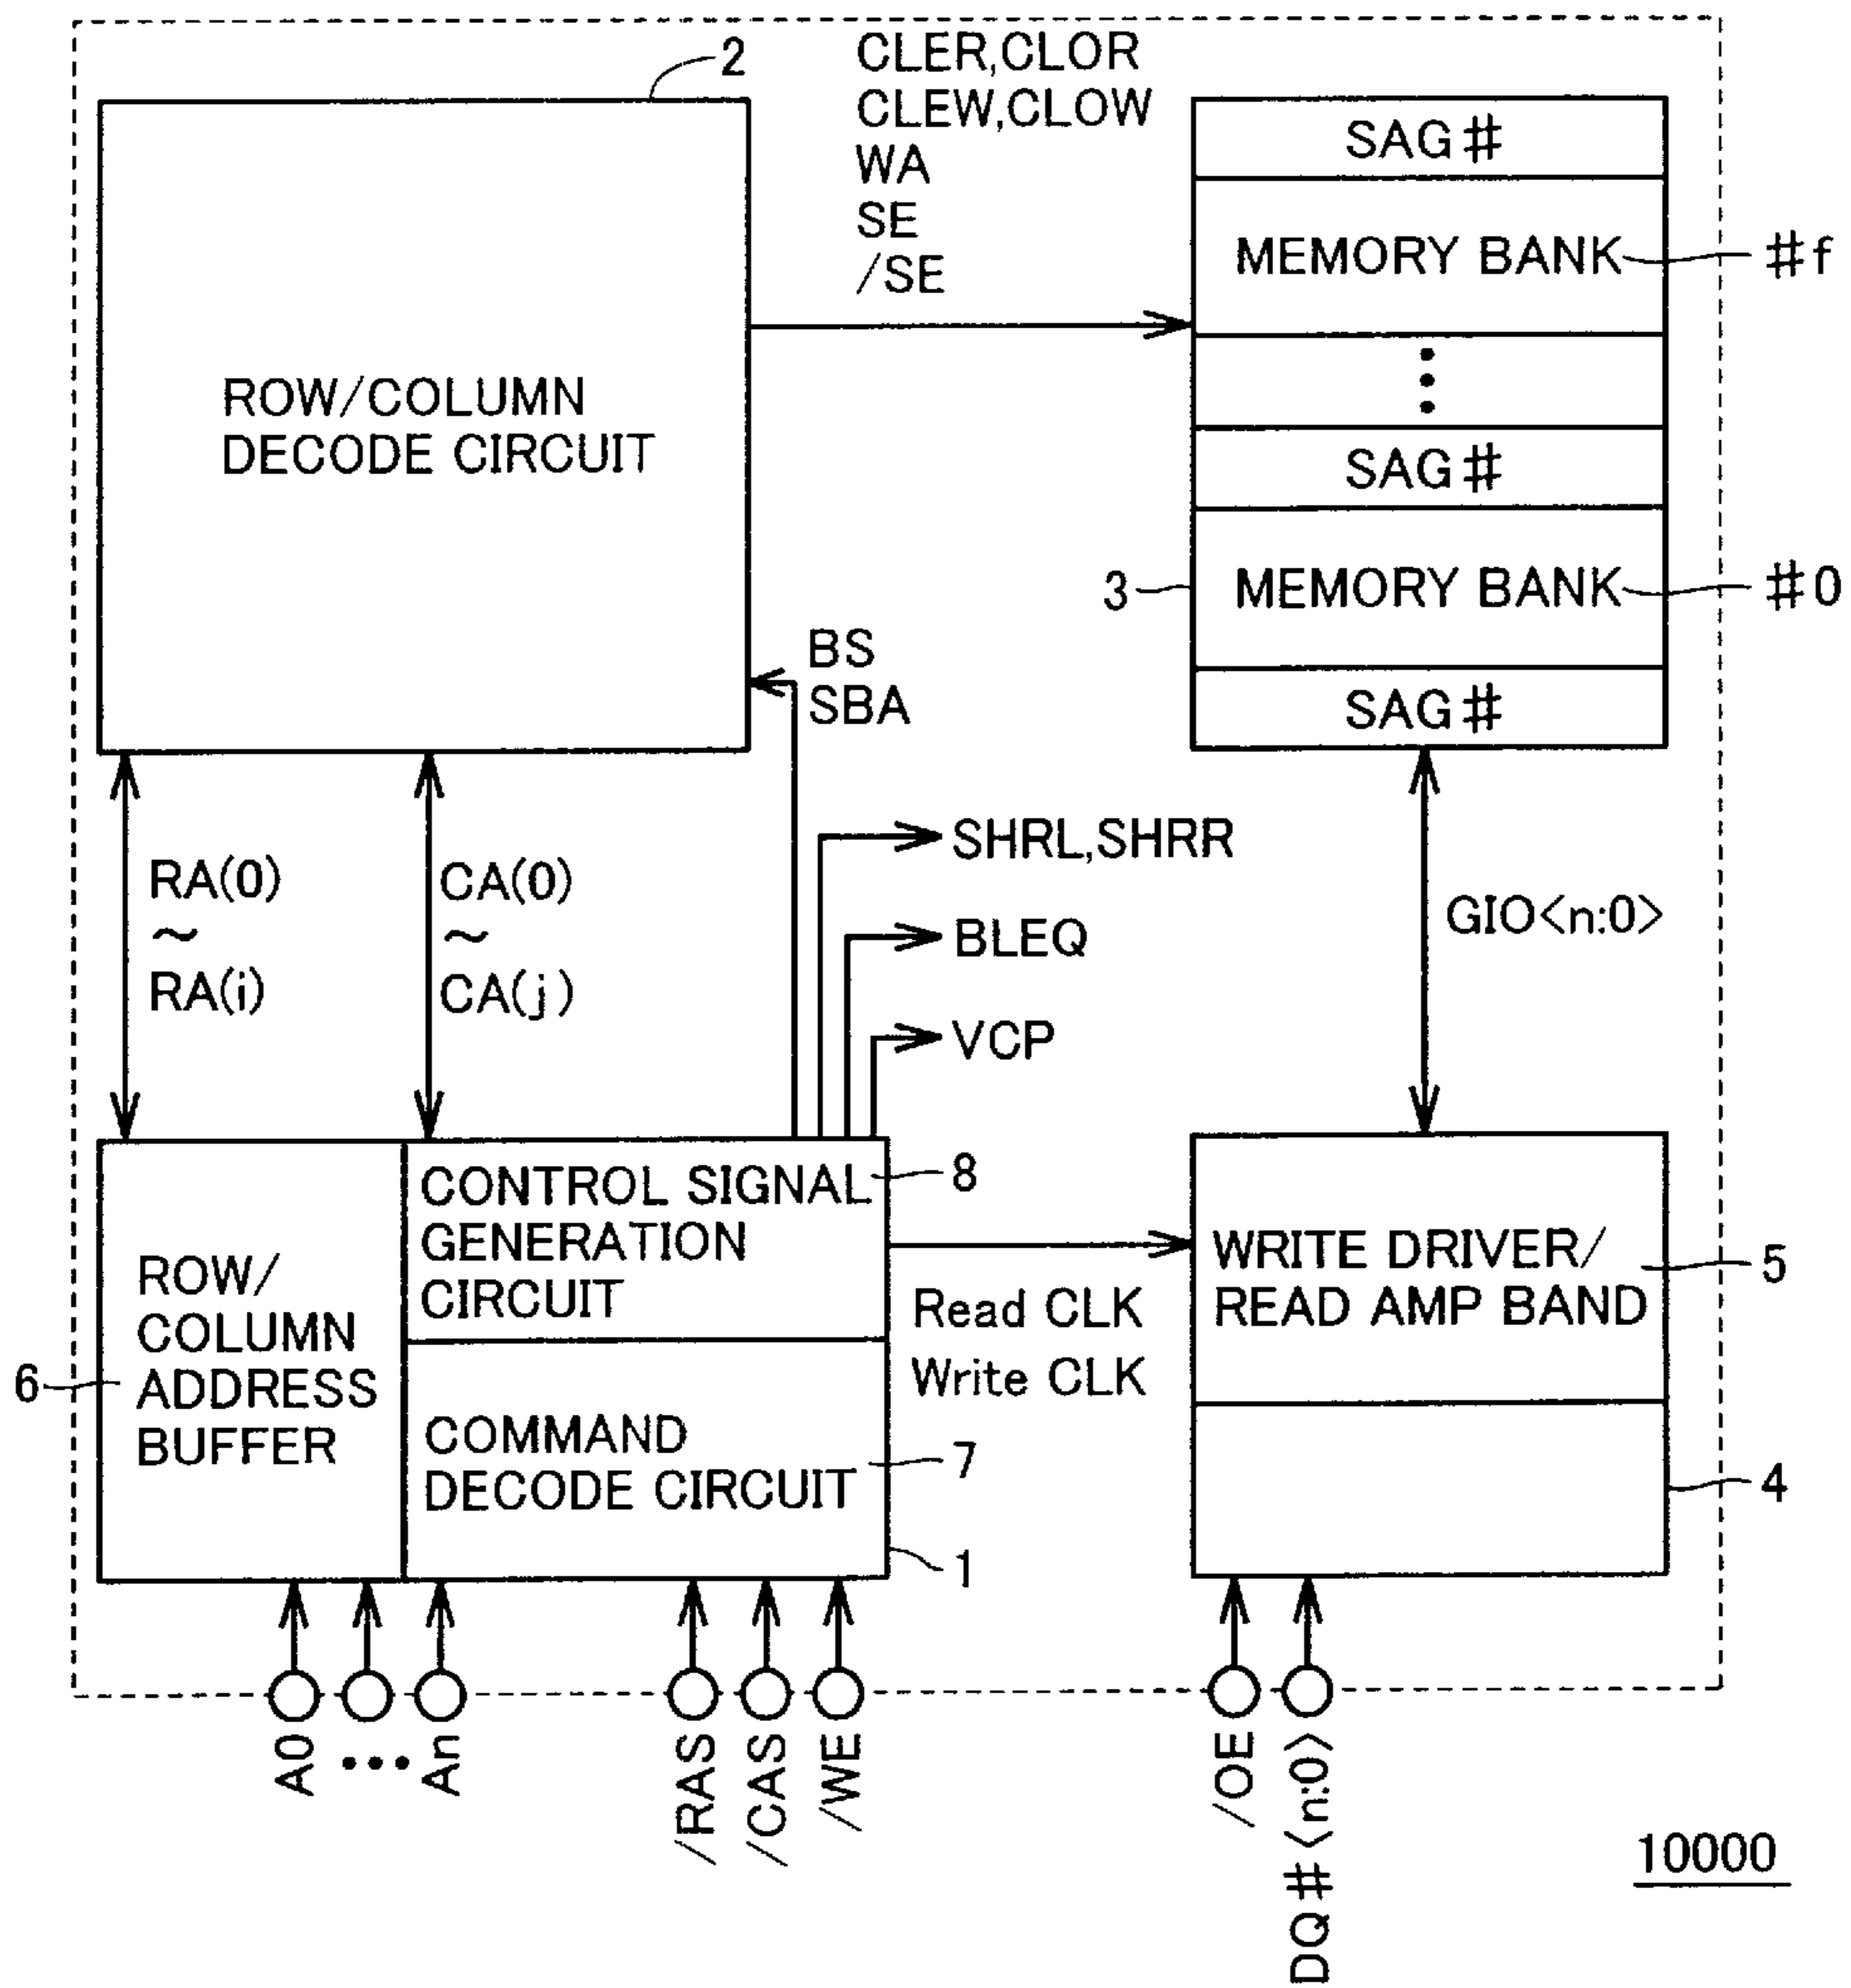 2
CLER,CLOR
CLEW,CLOW
WA
SE
/SE
ROW/COLUMN
DECODE CIRCUIT
SAG#
MEMORY BANK
#f
SAG#
3
MEMORY BANK
#0
SAG#
BS
SBA
RA(0)
~
RA(i)
CA(0)
~
CA(j)
SHRL,SHRR
BLEQ
VCP
GIO<n:0>
6
ROW/
COLUMN
ADDRESS
BUFFER
CONTROL SIGNAL
GENERATION
CIRCUIT
8
COMMAND
DECODE CIRCUIT
7
1
Read CLK
Write CLK
WRITE DRIVER/
READ AMP BAND
5
4
A0
•••
An
/RAS
/CAS
/WE
/OE
DQ#<n:0>
10000